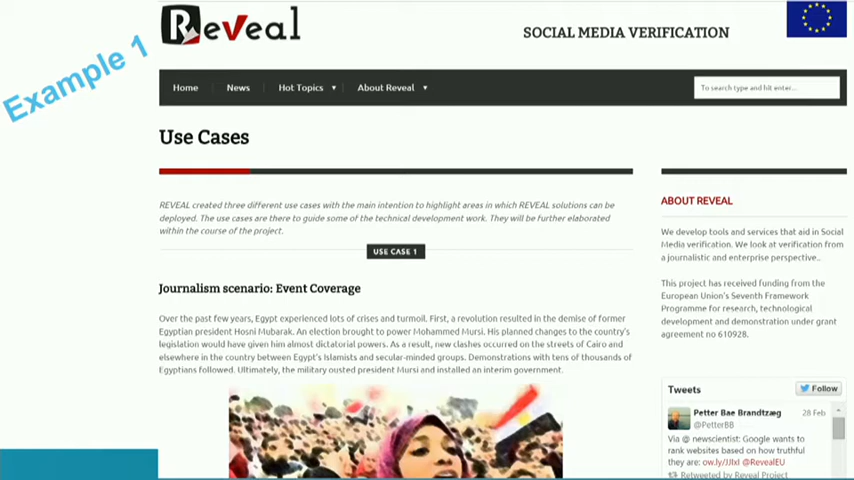 Example 1
Reveal
SOCIAL MEDIA VERIFICATION
Home
News
Hot Topics
About Reveal
To search type and hit enter...
Use Cases
REVEAL created three different use cases with the main intention to highlight areas in which REVEAL solutions can be
deployed. The use cases are there to guide some of the technical development work. They will be further elaborated
within the course of the project.
USE CASE 1
Journalism scenario: Event Coverage
Over the past few years, Egypt experienced lots of crises and turmoil. First, a revolution resulted in the demise of former
Egyptian president Hosni Mubarak. An election brought to power Mohammed Mursi. His planned changes to the country's
legislation would have given him almost dictatorial powers. As a result, new clashes occurred on the streets of Cairo and
elsewhere in the country between Egypt's Islamists and secular-minded groups. Demonstrations with tens of thousands of
Egyptians followed. Ultimately, the military ousted president Mursi and installed an interim government.
ABOUT REVEAL
We develop tools and services that aid in Social
Media verification. We look at verification from
a journalistic and enterprise perspective..
This project has received funding from the
European Union's Seventh Framework
Programme for research, technological
development and demonstration under grant
agreement no 610928.
Tweets
Follow
Petter Bae Brandtzæg
28 Feb
@PetterBB
Via @ newscientist: Google wants to
rank websites based on how truthful
they are: ow.ly/JJlxI @RevealEU
Retweeted by Reveal Project